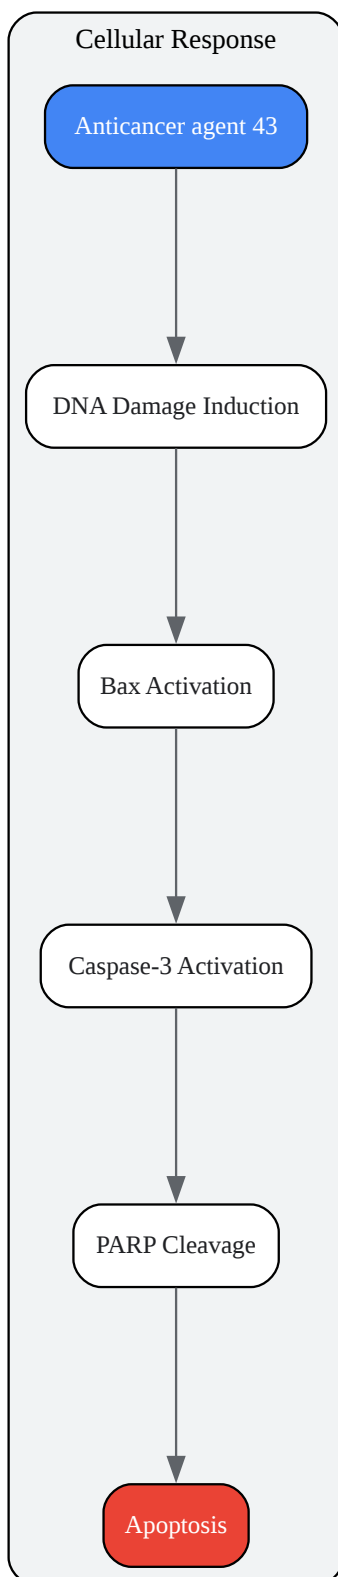 Cellular Response
Anticancer agent 43
DNA Damage Induction
Bax Activation
Caspase-3 Activation
PARP Cleavage
Apoptosis